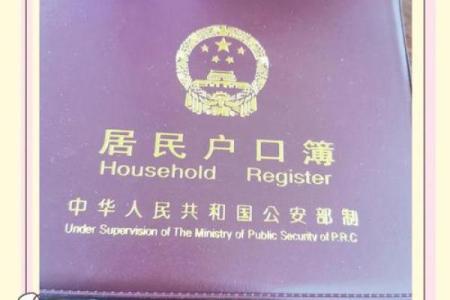 居民户口簿
Household Register
中华人民共和国公安部制
Under Supervision of The Ministry of Public Security of P.R.C